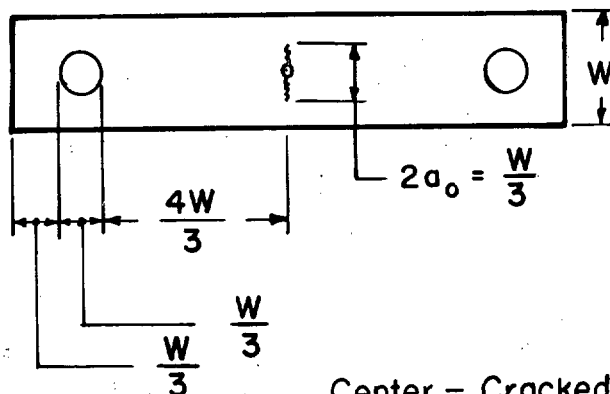 W
2a₀ = W/3
4W/3
W/3
W/3
Center – Cracked